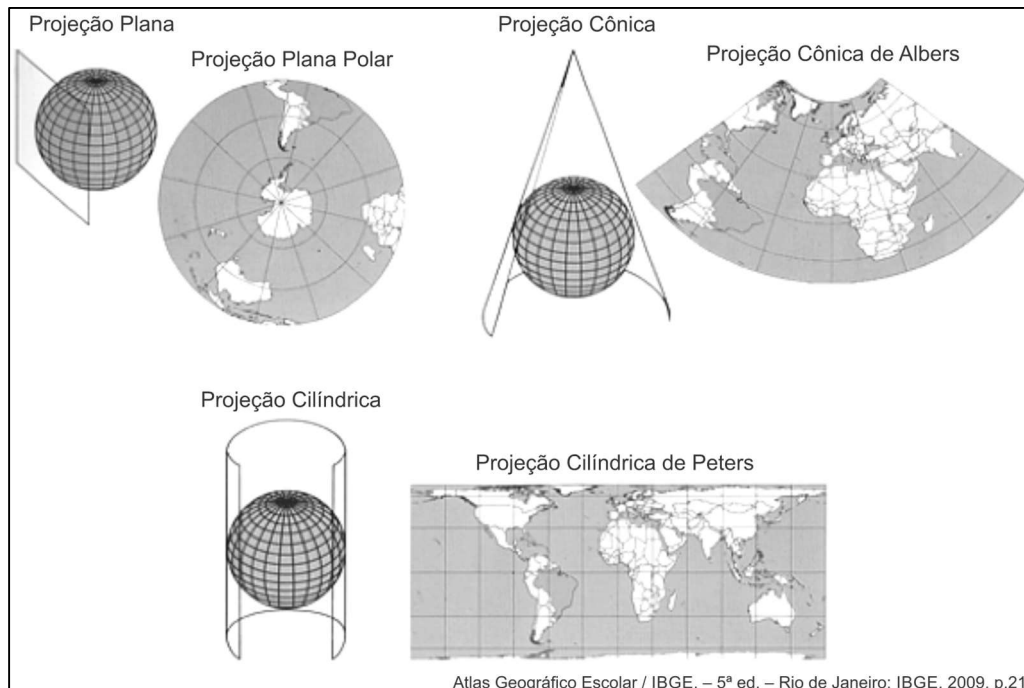 Projeção Plana
Projeção Plana Polar
Projeção Cônica
Projeção Cônica de Albers
Projeção Cilíndrica
Projeção Cilíndrica de Peters
Atlas Geográfico Escolar / IBGE. – 5ª ed. – Rio de Janeiro: IBGE, 2009. p.21